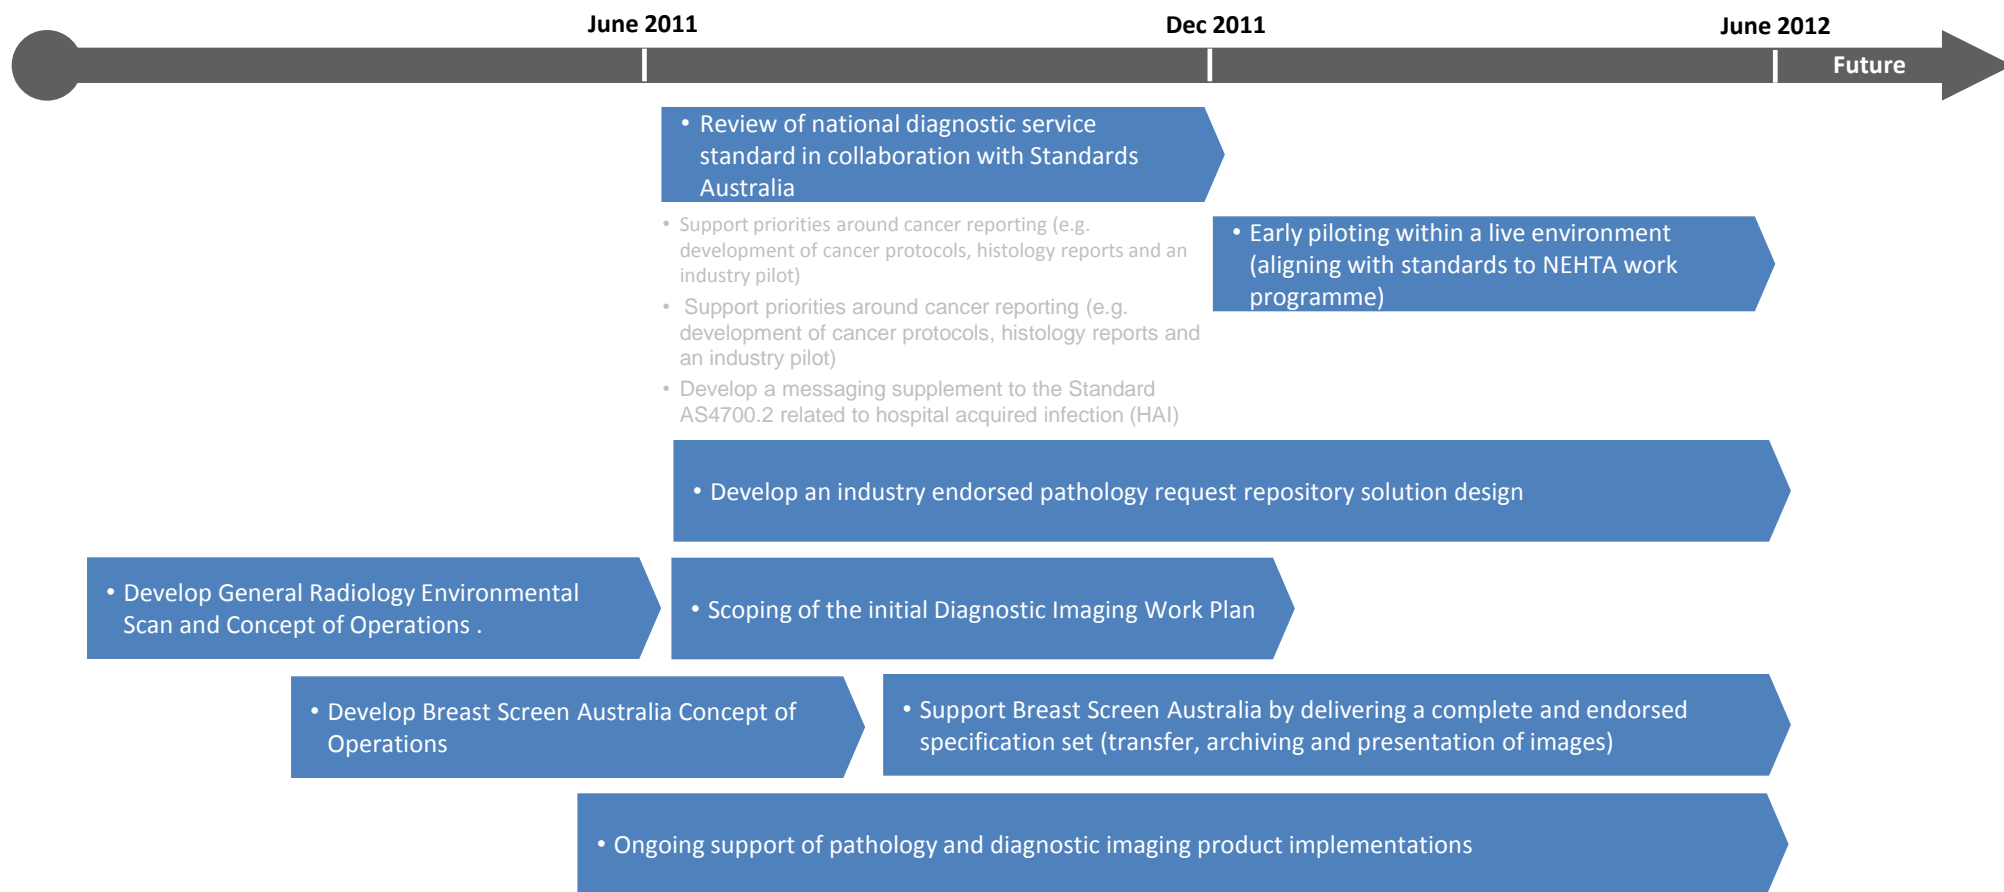 June 2011
Dec 2011
June 2012
Future
• Review of national diagnostic service
standard in collaboration with Standards
Australia
• Support priorities around cancer reporting (e.g.
development of cancer protocols, histology reports and an
industry pilot)
• Support priorities around cancer reporting (e.g.
development of cancer protocols, histology reports and
an industry pilot)
• Develop a messaging supplement to the Standard
AS4700.2 related to hospital acquired infection (HAI)
• Early piloting within a live environment
(aligning with standards to NEHTA work
programme)
• Develop an industry endorsed pathology request repository solution design
• Develop General Radiology Environmental
Scan and Concept of Operations .
• Scoping of the initial Diagnostic Imaging Work Plan
• Develop Breast Screen Australia Concept of
Operations
• Support Breast Screen Australia by delivering a complete and endorsed
specification set (transfer, archiving and presentation of images)
• Ongoing support of pathology and diagnostic imaging product implementations